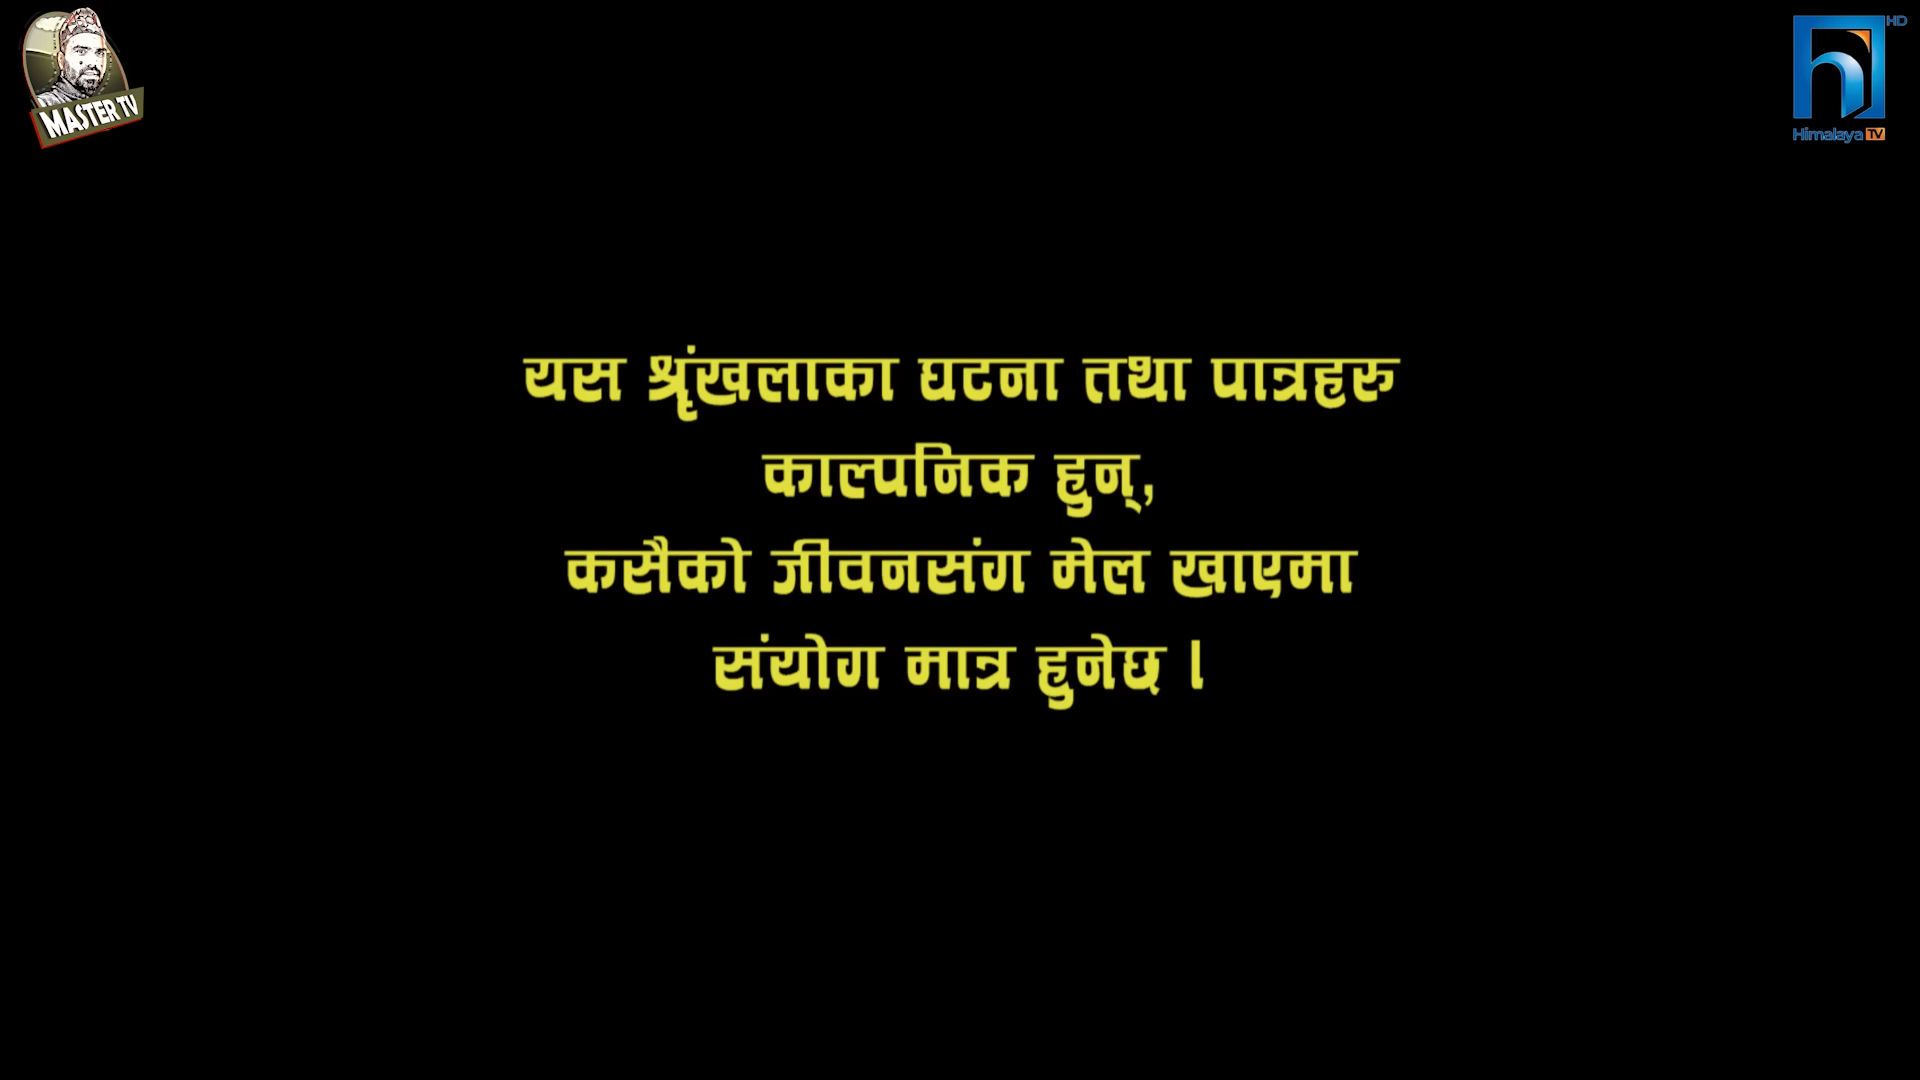 MASTER TV
HD
Himalaya TV
यस श्रृंखलाका घटना तथा पात्रहरु
काल्पनिक हुन्,
कसैको जीवनसंग मेल खाएमा
संयोग मात्र हुनेछ ।